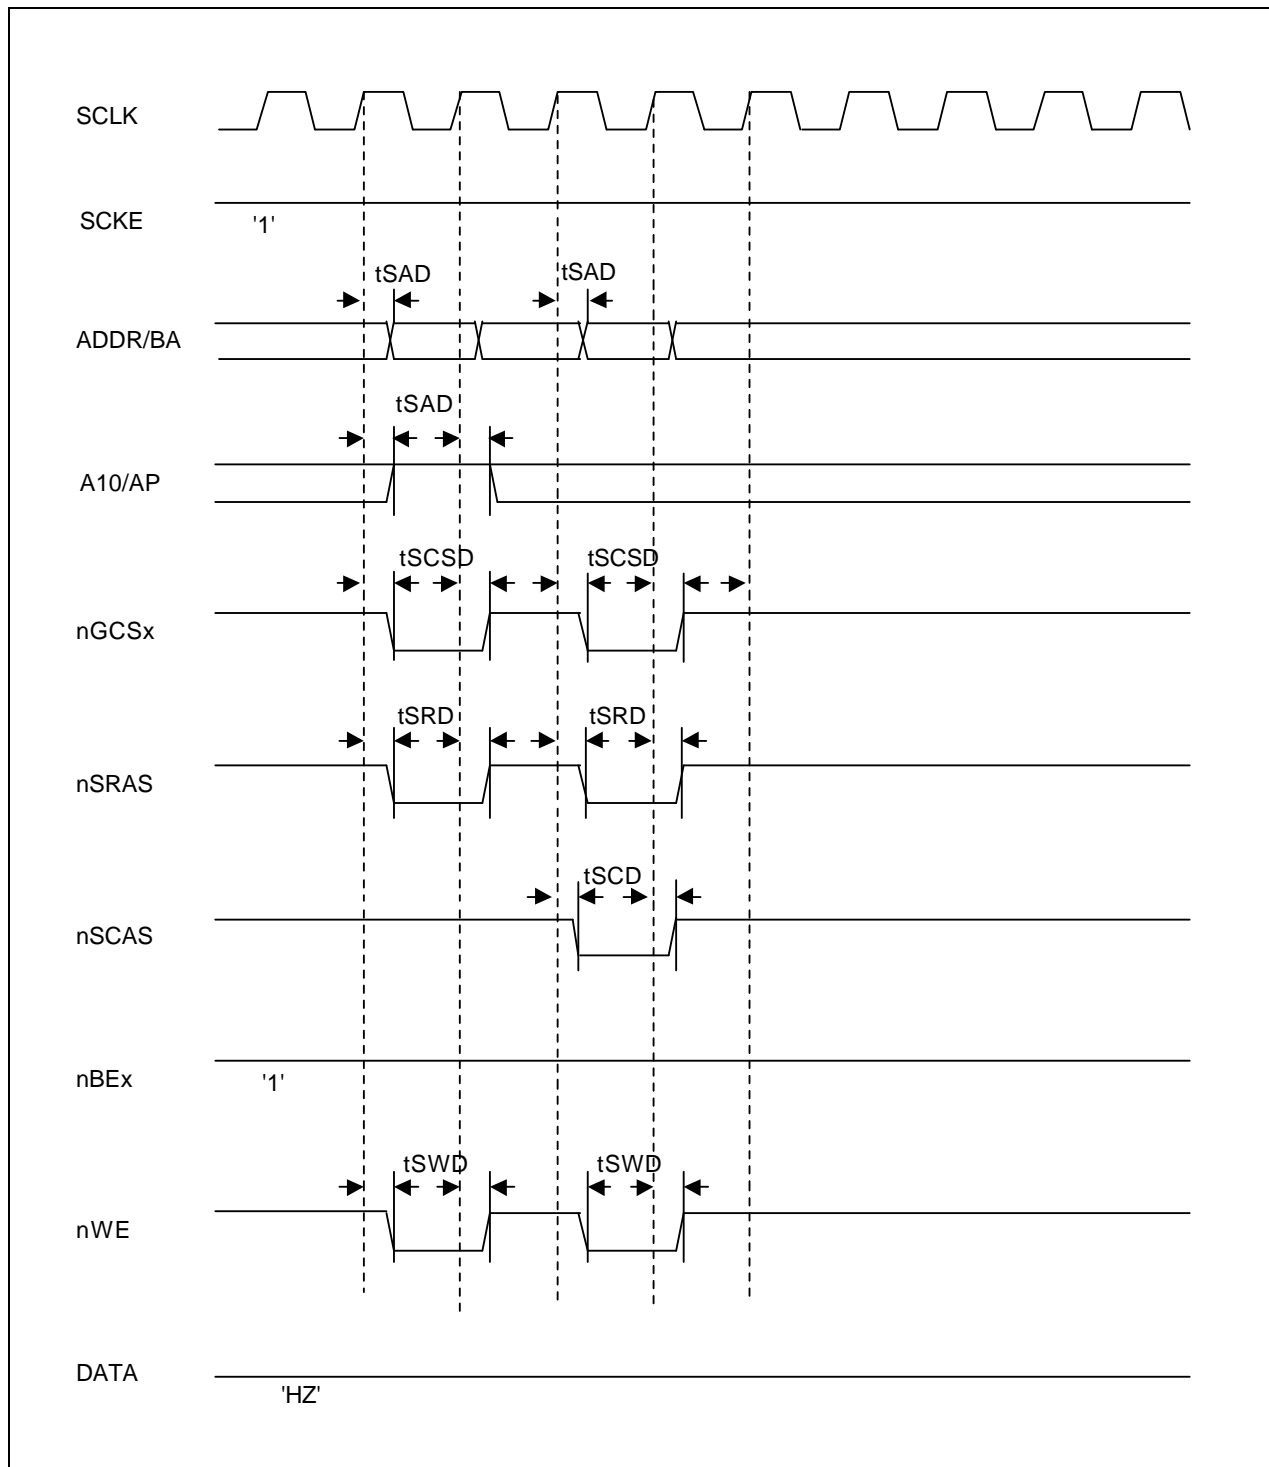 SCLK
SCKE
'1'
tSAD
tSAD
ADDR/BA
tSAD
A10/AP
tSCSD
tSCSD
nGCSx
tSRD
tSRD
nSRAS
tSCD
nSCAS
nBEx
'1'
tSWD
tSWD
nWE
DATA
'HZ'